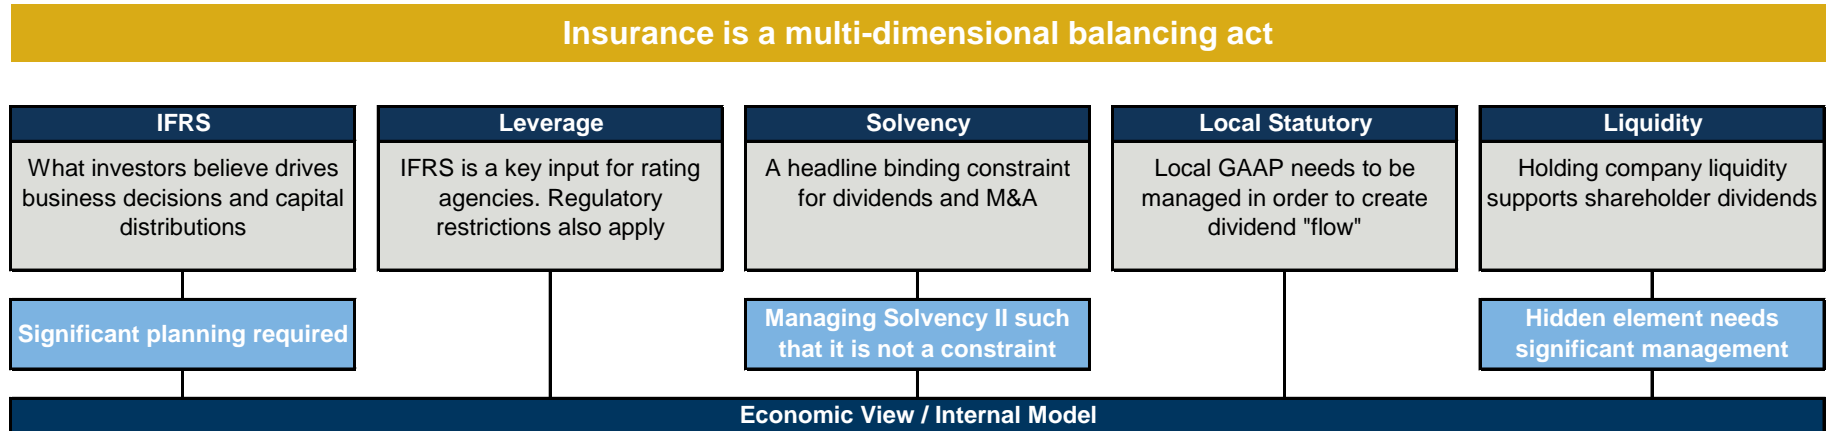 Insurance is a multi-dimensional balancing act
IFRS
What investors believe drives
business decisions and capital
distributions
Significant planning required
Leverage
IFRS is a key input for rating
agencies. Regulatory
restrictions also apply
Solvency
A headline binding constraint
for dividends and M&A
Managing Solvency II such
that it is not a constraint
Local Statutory
Local GAAP needs to be
managed in order to create
dividend "flow"
Liquidity
Holding company liquidity
supports shareholder dividends
Hidden element needs
significant management
Economic View / Internal Model